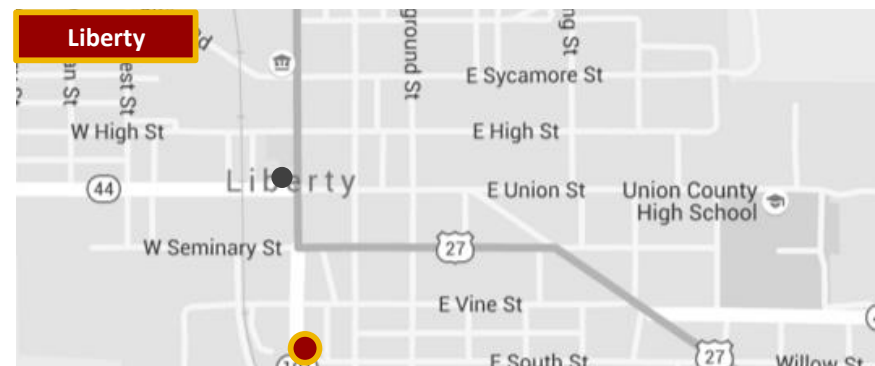 Liberty
E Sycamore St
W High St
E High St
44
Liberty
E Union St
Union County
High School
W Seminary St
27
E Vine St
E South St
27
Willow St